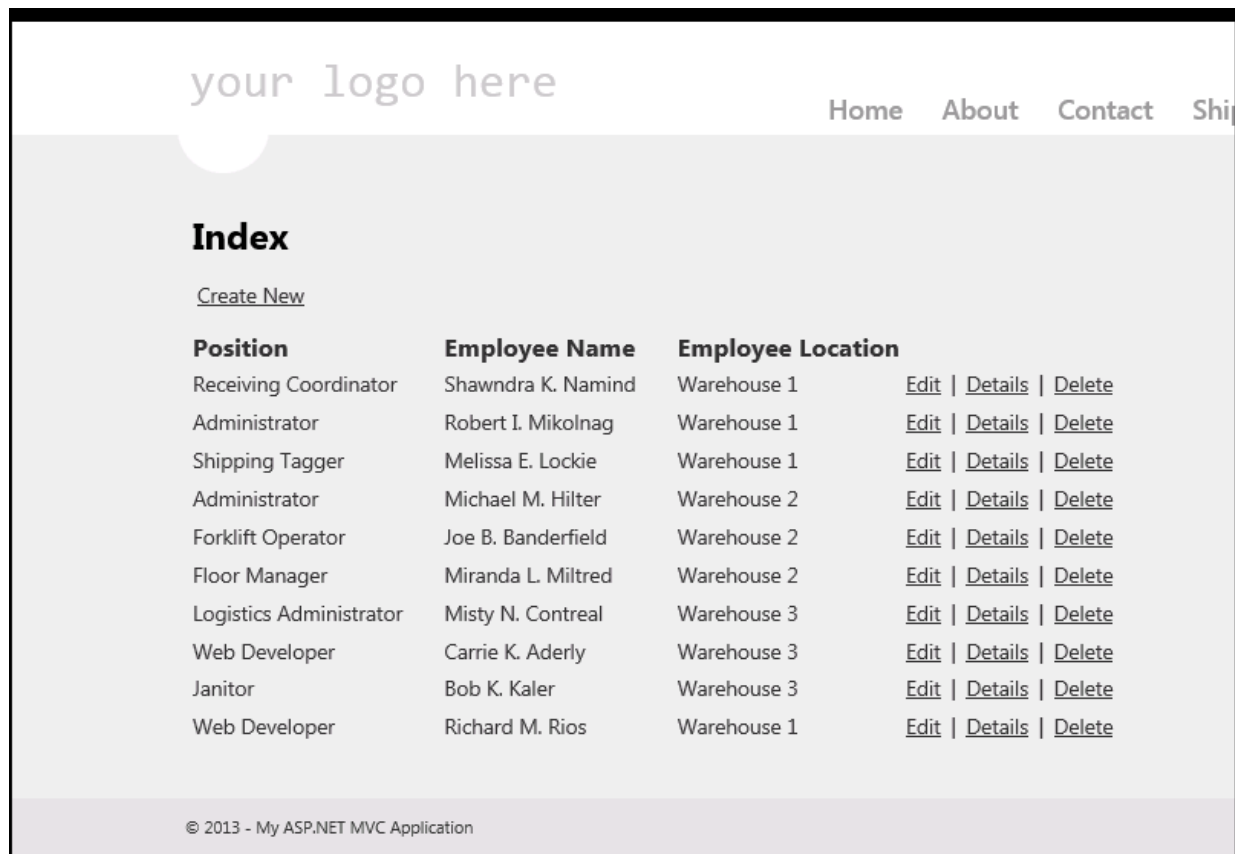 your logo here
Home About Contact
Index
Create New
Position Employee Name Employee Location
Receiving Coordinator Shawndra K. Namind Warehouse 1 Edit | Details | Delete
Administrator Robert I. Mikolnag Warehouse 1 Edit | Details | Delete
Shipping Tagger Melissa E. Lockie Warehouse 1 Edit | Details | Delete
Administrator Michael M. Hilter Warehouse 2 Edit | Details | Delete
Forklift Operator Joe B. Banderfield Warehouse 2 Edit | Details | Delete
Floor Manager Miranda L. Miltred Warehouse 2 Edit | Details | Delete
Logistics Administrator Misty N. Contreal Warehouse 3 Edit | Details | Delete
Web Developer Carrie K. Aderly Warehouse 3 Edit | Details | Delete
Janitor Bob K. Kaler Warehouse 3 Edit | Details | Delete
Web Developer Richard M. Rios Warehouse 1 Edit | Details | Delete
© 2013 - My ASP.NET MVC Application